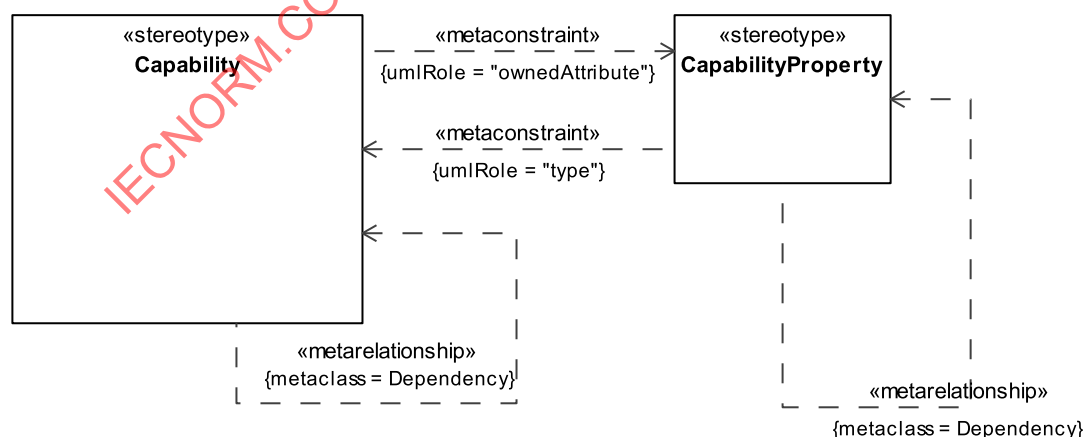 «stereotype»
Capability
«metaconstraint»
{umlRole = "ownedAttribute"}
«stereotype»
CapabilityProperty
«metaconstraint»
{umlRole = "type"}
«metarelationship»
{metaclass = Dependency}
«metarelationship»
{metaclass = Dependency}
IECNORM.CO